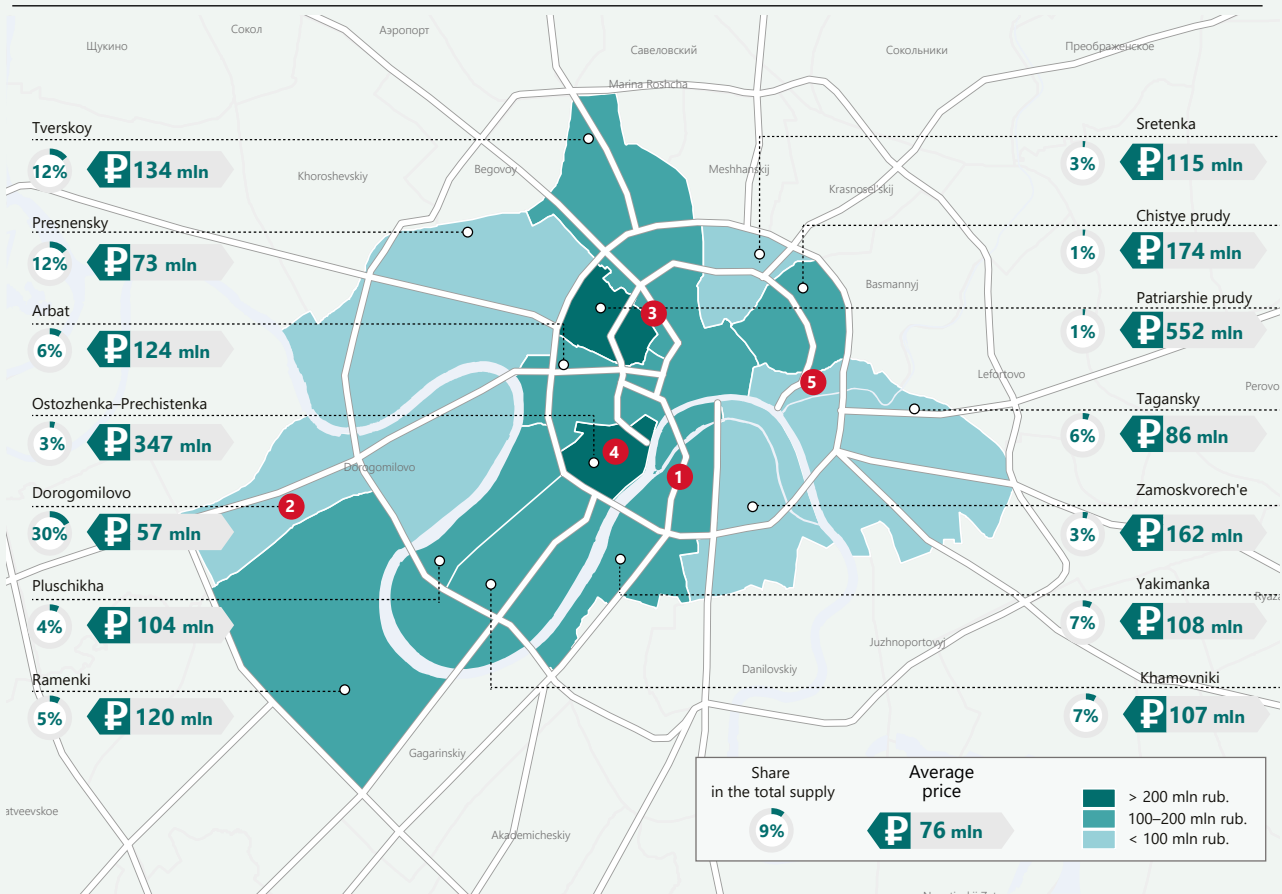 Сокол
Аэропорт
Щукино
Савеловский
Сокольники
Преображенское
Marina Roshcha
Tverskoy
12%
₽ 134 mln
Khoroshevskiy
Begovoy
Meshhanskij
Krasnosel'skij
Sretenka
3%
₽ 115 mln
Presnensky
12%
₽ 73 mln
Chistye prudy
1%
₽ 174 mln
Basmannyj
Arbat
6%
₽ 124 mln
3
Patriarshie prudy
1%
₽ 552 mln
5
Lefortovo
Perovo
Ostozhenka–Prechistenka
3%
₽ 347 mln
Tagansky
6%
₽ 86 mln
4
Dorogomilovo
1
Dorogomilovo
30%
₽ 57 mln
2
Zamoskvorech'e
3%
₽ 162 mln
Pluschikha
4%
₽ 104 mln
Yakimanka
7%
₽ 108 mln
Juzhnoportovyj
Danilovskiy
Ramenki
5%
₽ 120 mln
Khamovniki
7%
₽ 107 mln
Gagarinskiy
atveevskoe
Akademicheskiy
Share
in the total supply
9%
Average
price
₽ 76 mln
> 200 mln rub.
100–200 mln rub.
< 100 mln rub.